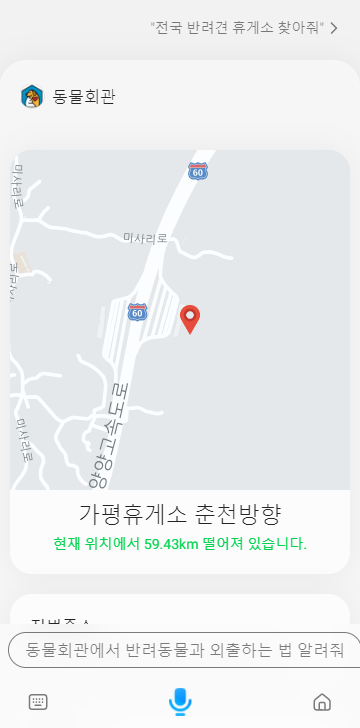 "전국 반려견 휴게소 찾아줘"
동물회관
미사리로
60
미사리로
60
양양고속도로
미사리로
가평휴게소 춘천방향
현재 위치에서 59.43km 떨어져 있습니다.
동물회관에서 반려동물과 외출하는 법 알려줘